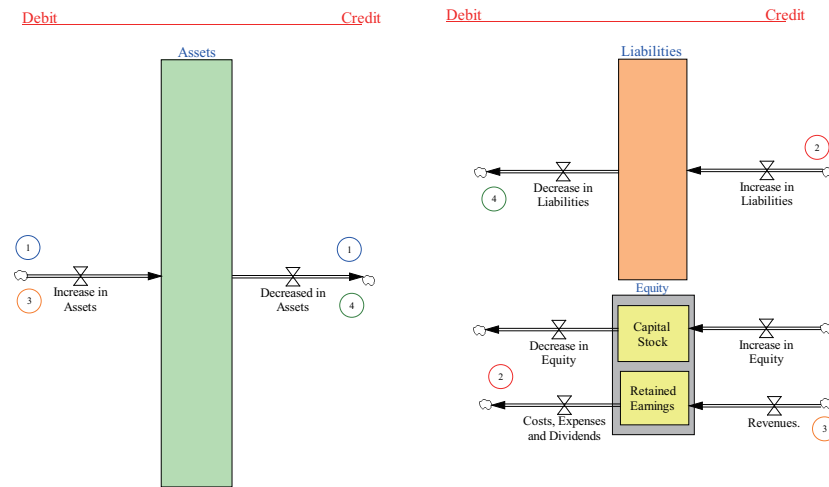 Debit
Credit
Assets
1
1
3
Increase in
Assets
Decreased in
Assets
4
Debit
Credit
Liabilities
2
Decrease in
Liabilities
Increase in
Liabilities
4
Equity
Capital
Stock
Decrease in
Equity
Increase in
Equity
2
Retained
Earnings
Costs, Expenses
and Dividends
Revenues.
3